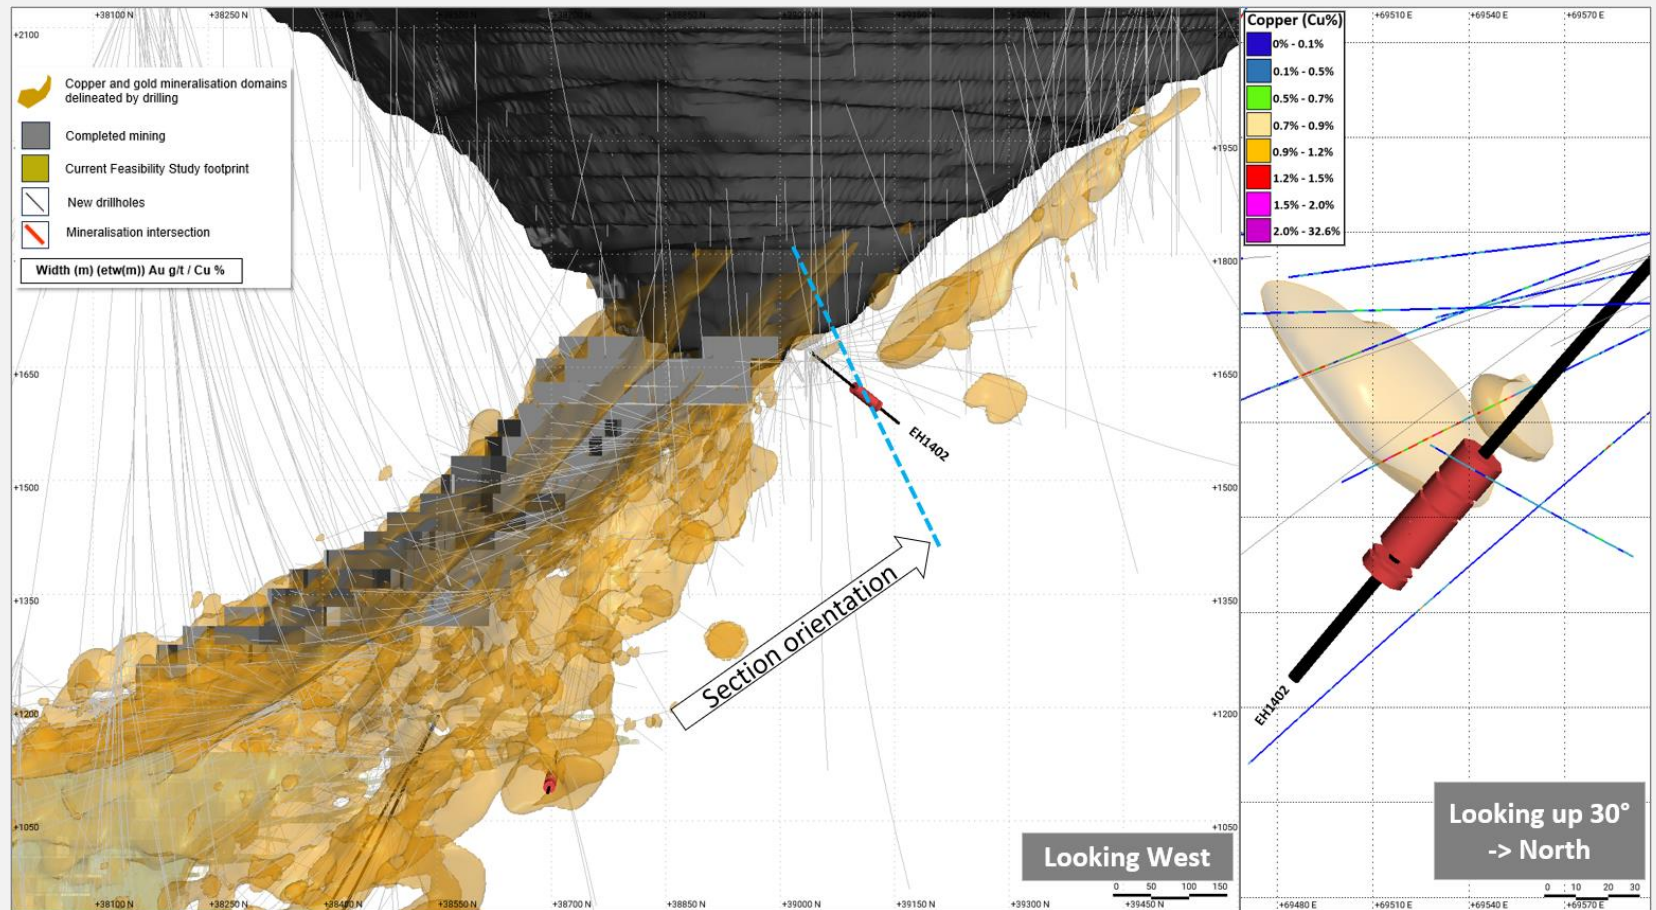 +38100 N
+38250 N
+38850 N
+39150 N
+2100
+1950
+1800
+1650
+1500
+1350
+1200
+1050
Copper and gold mineralisation domains
delineated by drilling
Completed mining
Current Feasibility Study footprint
New drillholes
Mineralisation intersection
Width (m) (etw(m)) Au g/t / Cu %
+1650
+1500
+1350
+1200
+1050
EH1402
Section orientation
Looking West
0 50 100 150
+38100 N
+38250 N
+38400 N
+38550 N
+38700 N
+38850 N
+39000 N
+39150 N
+39300 N
+39450 N
Copper (Cu%)
0% - 0.1%
0.1% - 0.5%
0.5% - 0.7%
0.7% - 0.9%
0.9% - 1.2%
1.2% - 1.5%
1.5% - 2.0%
2.0% - 32.6%
+69510 E
+69540 E
+69570 E
EH1402
Looking up 30°
-> North
0 10 20 30
+69480 E
+69510 E
+69540 E
+69570 E